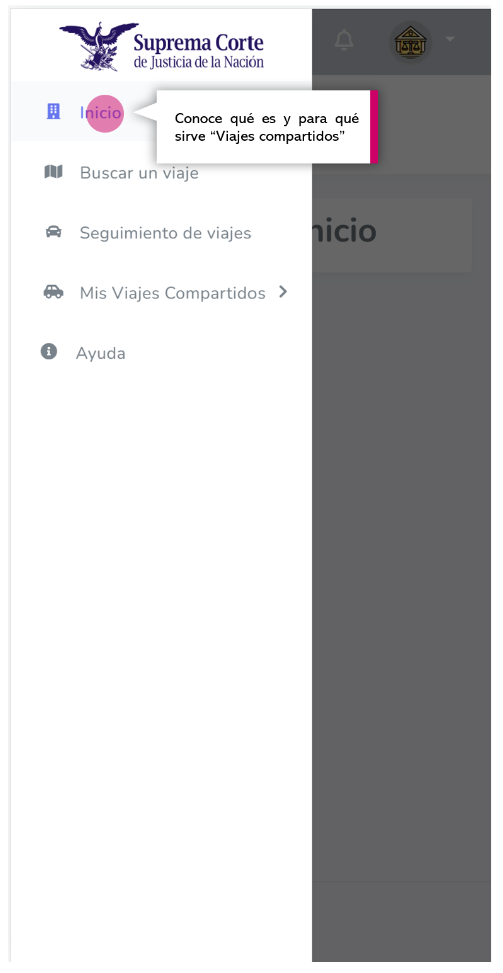 Suprema Corte
de Justicia de la Nación
Inicio
Conoce qué es y para qué
sirve “Viajes compartidos”
Buscar un viaje
Seguimiento de viajes
nicio
Mis Viajes Compartidos
Ayuda